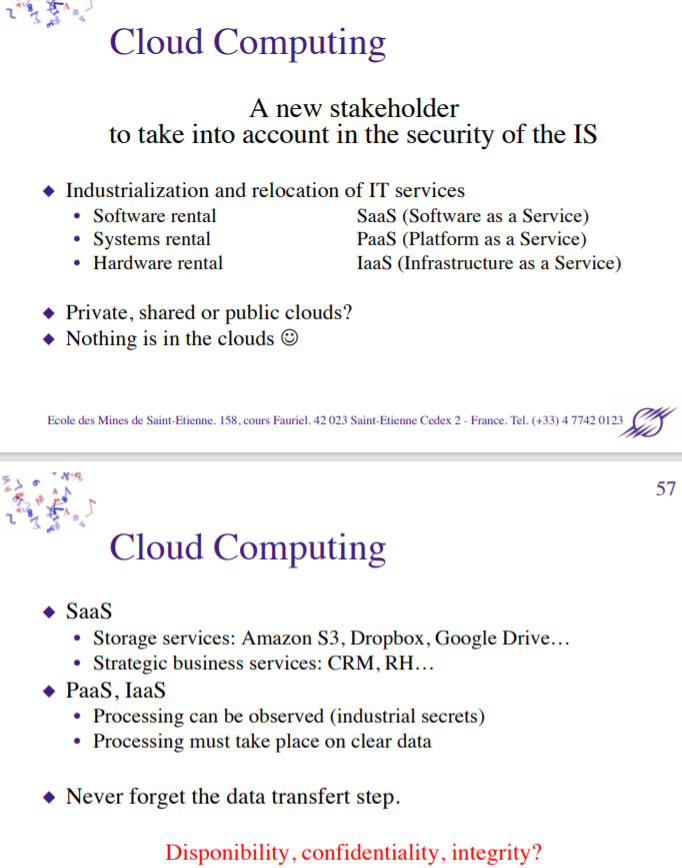 Cloud Computing
A new stakeholder
to take into account in the security of the IS
◆ Industrialization and relocation of IT services
• Software rental SaaS (Software as a Service)
• Systems rental PaaS (Platform as a Service)
• Hardware rental IaaS (Infrastructure as a Service)
◆ Private, shared or public clouds?
◆ Nothing is in the clouds ☺
Ecole des Mines de Saint-Etienne. 158, cours Fauriel. 42 023 Saint-Etienne Cedex 2 - France. Tel. (+33) 4 7742 0123
57
Cloud Computing
◆ SaaS
• Storage services: Amazon S3, Dropbox, Google Drive…
• Strategic business services: CRM, RH…
◆ PaaS, IaaS
• Processing can be observed (industrial secrets)
• Processing must take place on clear data
◆ Never forget the data transfert step.
Disponibility, confidentiality, integrity?